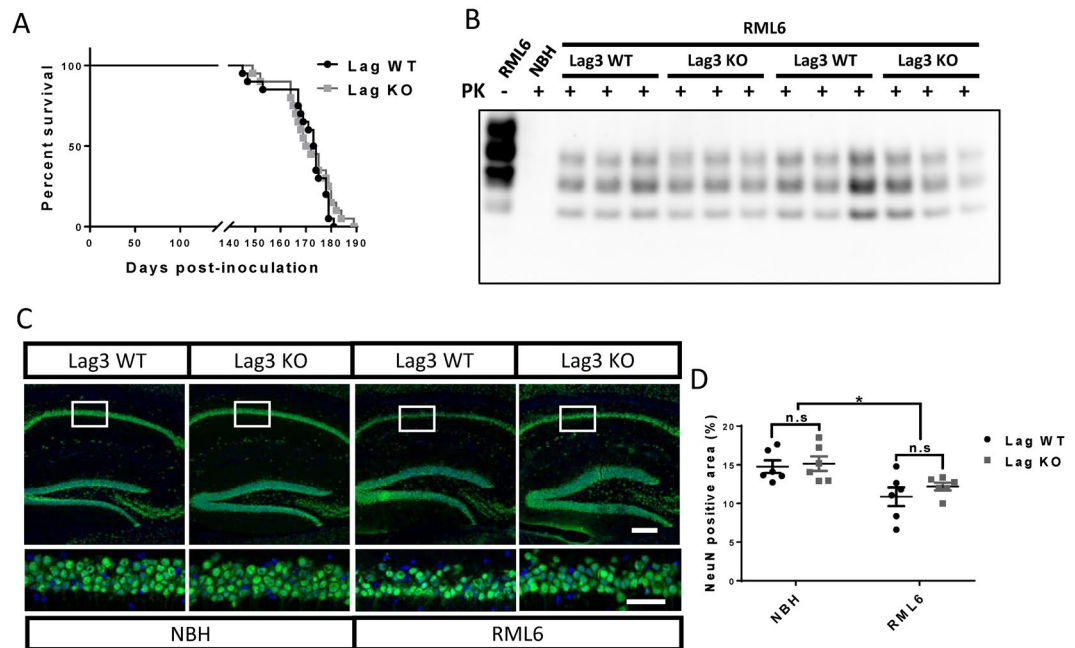 A
Percent survival
100
50
0
0 50 100 140 150 160 170 180 190
Days post-inoculation
Lag WT
Lag KO
B
RML6
RML6
NBH
Lag3 WT Lag3 KO Lag3 WT Lag3 KO
PK - + + + + + + + + + + + + +
C
Lag3 WT Lag3 KO Lag3 WT Lag3 KO
NBH RML6
D
NeuN positive area (%)
20
15
10
5
0
*
n.s
n.s
NBH
RML6
Lag WT
Lag KO